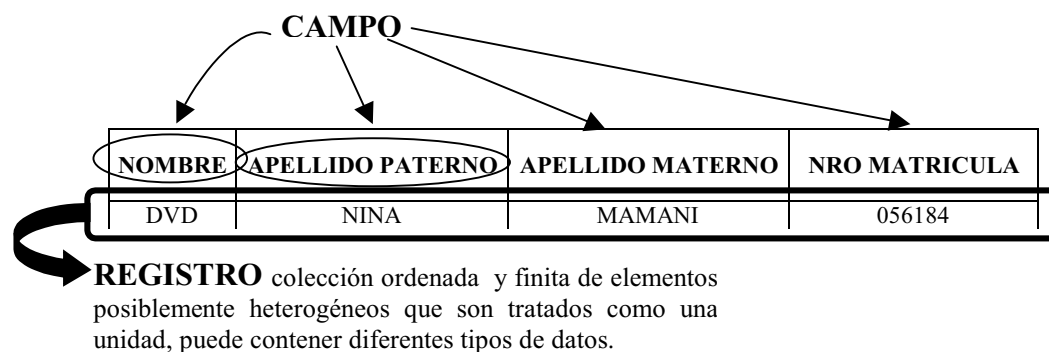 CAMPO
NOMBRE APELLIDO PATERNO APELLIDO MATERNO NRO MATRICULA
DVD NINA MAMANI 056184
REGISTRO colección ordenada y finita de elementos
posiblemente heterogéneos que son tratados como una
unidad, puede contener diferentes tipos de datos.